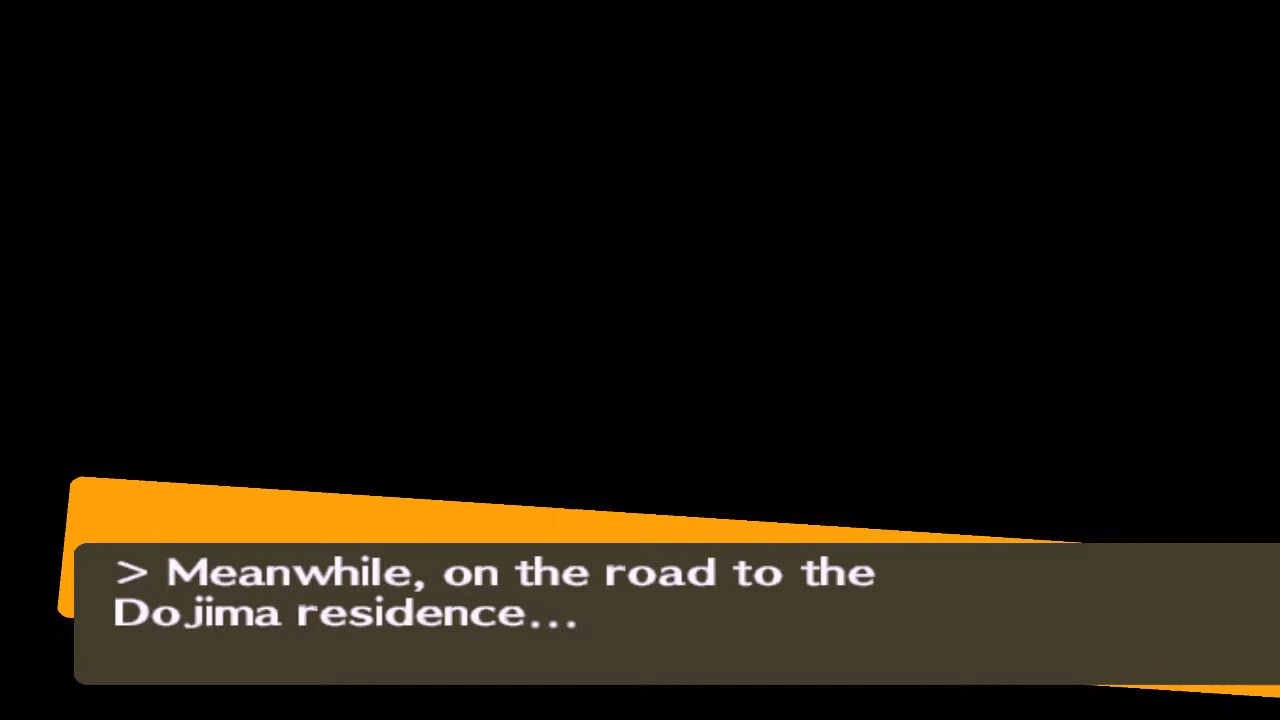 > Meanwhile, on the road to the
Dojima residence...